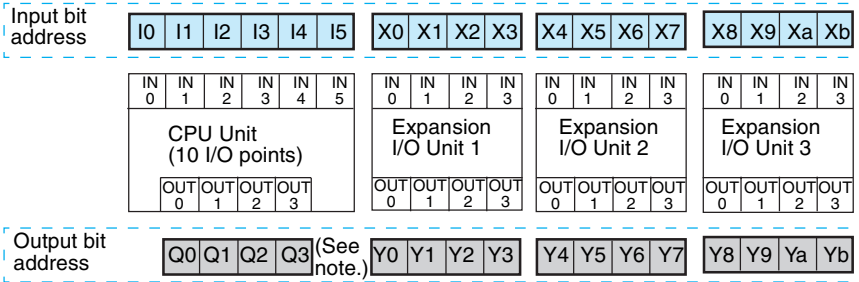 Input bit
address
I0 I1 I2 I3 I4 I5 X0 X1 X2 X3 X4 X5 X6 X7 X8 X9 Xa Xb
IN 0 IN 1 IN 2 IN 3 IN 4 IN 5 IN 0 IN 1 IN 2 IN 3 IN 0 IN 1 IN 2 IN 3 IN 0 IN 1 IN 2 IN 3
CPU Unit
(10 I/O points)
Expansion
I/O Unit 1
Expansion
I/O Unit 2
Expansion
I/O Unit 3
OUT 0 OUT 1 OUT 2 OUT 3 OUT 0 OUT 1 OUT 2 OUT 3 OUT 0 OUT 1 OUT 2 OUT 3 OUT 0 OUT 1 OUT 2 OUT 3
Output bit
address
Q0 Q1 Q2 Q3 (See note.) Y0 Y1 Y2 Y3 Y4 Y5 Y6 Y7 Y8 Y9 Ya Yb